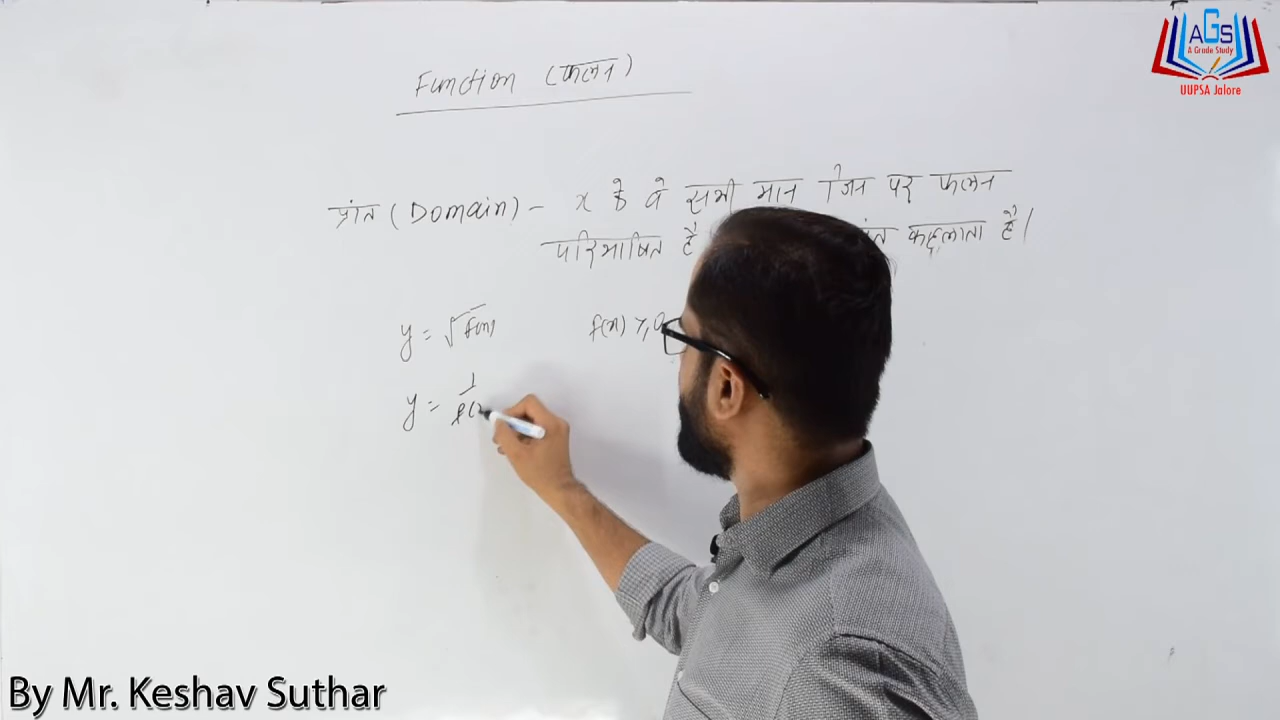 AGS
A Grade Study
UUPSA Jalore
Function (फलन)
प्रांत (Domain) - x के वे सभी मान जिन पर फलन
परिभाषित है कहलाता है।
y = √f(x) f(x) ≥ 0
y = 1/f(x
By Mr. Keshav Suthar